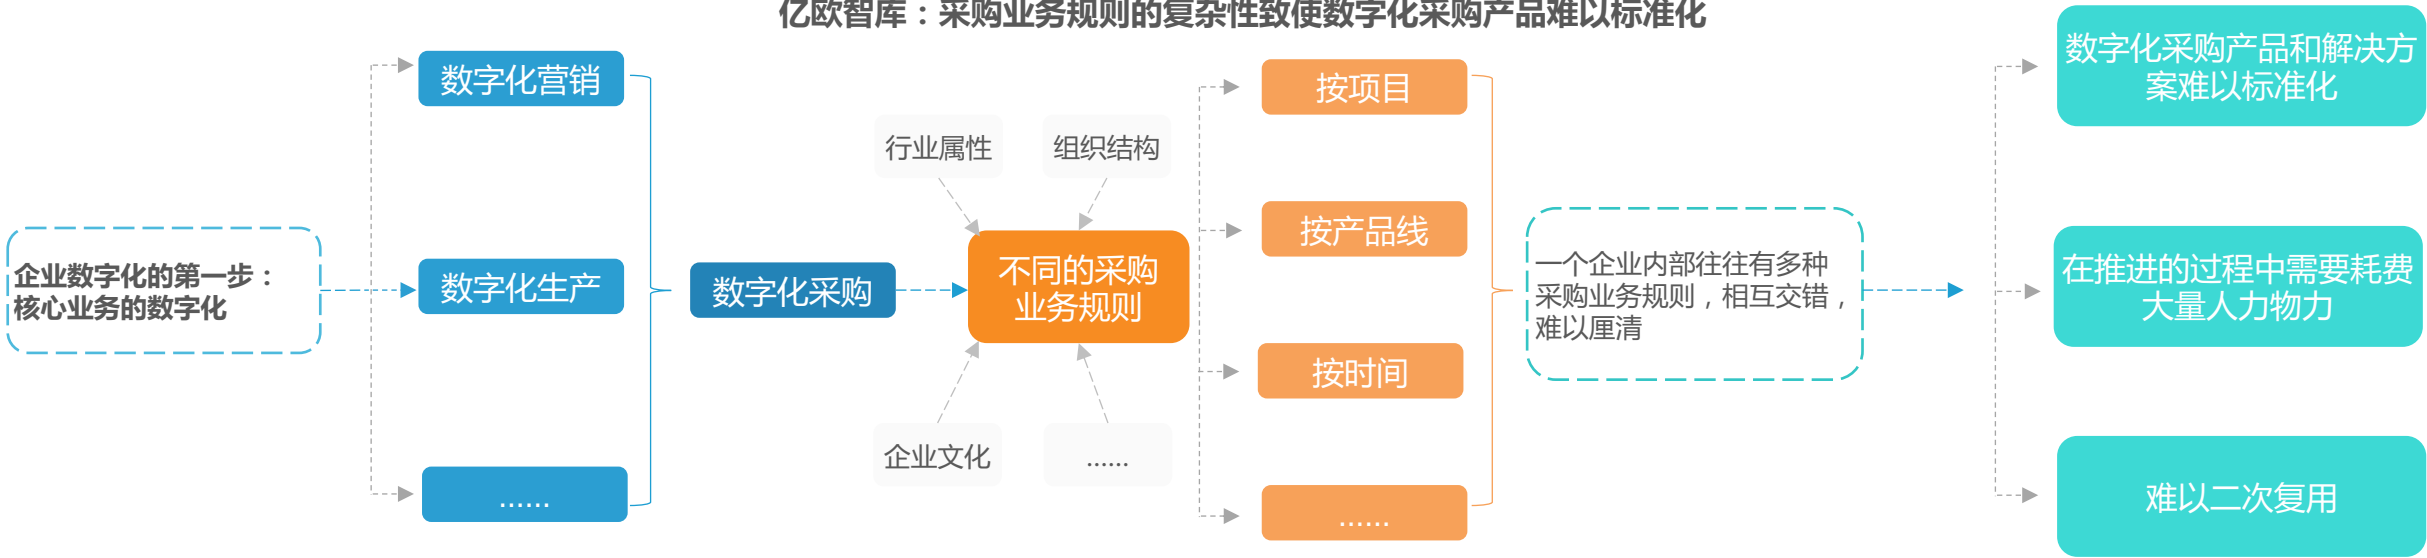 亿欧智库：采购业务规则的复杂性致使数字化采购产品难以标准化
企业数字化的第一步：
核心业务的数字化
数字化营销
数字化生产
......
数字化采购
行业属性
组织结构
不同的采购
业务规则
企业文化
......
按项目
按产品线
按时间
......
一个企业内部往往有多种
采购业务规则，相互交错，
难以厘清
数字化采购产品和解决方
案难以标准化
在推进的过程中需要耗费
大量人力物力
难以二次复用